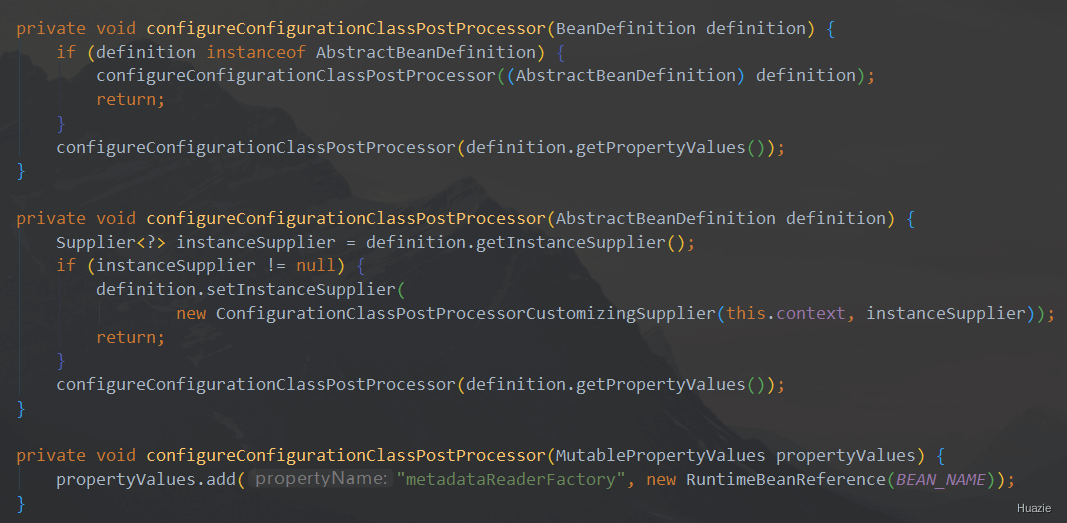 private void configureConfigurationClassPostProcessor(BeanDefinition definition) {
    if (definition instanceof AbstractBeanDefinition) {
        configureConfigurationClassPostProcessor((AbstractBeanDefinition) definition);
        return;
    }
    configureConfigurationClassPostProcessor(definition.getPropertyValues());
}

private void configureConfigurationClassPostProcessor(AbstractBeanDefinition definition) {
    Supplier<?> instanceSupplier = definition.getInstanceSupplier();
    if (instanceSupplier != null) {
        definition.setInstanceSupplier(
                new ConfigurationClassPostProcessorCustomizingSupplier(this.context, instanceSupplier));
        return;
    }
    configureConfigurationClassPostProcessor(definition.getPropertyValues());
}

private void configureConfigurationClassPostProcessor(MutablePropertyValues propertyValues) {
    propertyValues.add( propertyName: "metadataReaderFactory", new RuntimeBeanReference(BEAN_NAME));
}
Huazie